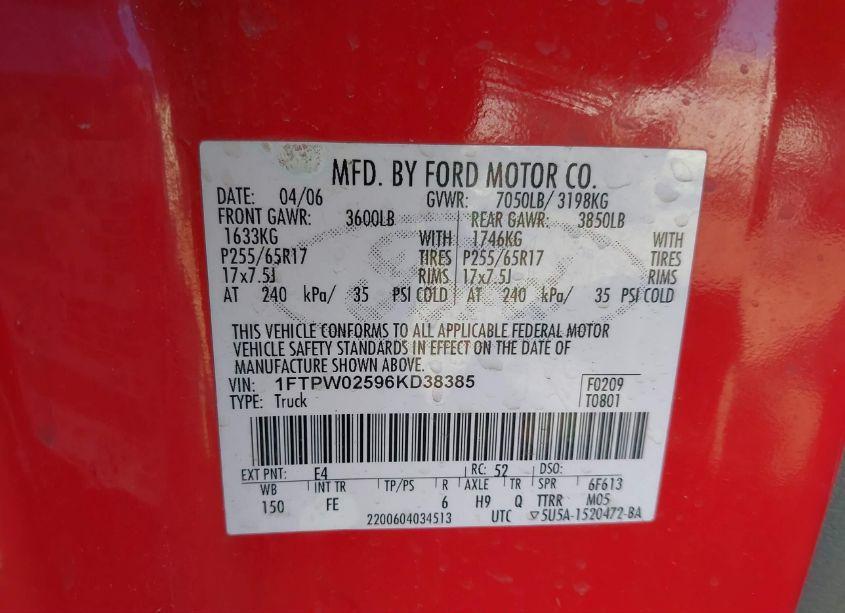 MFD. BY FORD MOTOR CO.
DATE: 04/06 GVWR: 7050LB/ 3198KG
FRONT GAWR: 3600LB REAR GAWR: 3850LB
1633KG WITH 1746KG WITH
P255/65R17 TIRES P255/65R17 TIRES
17x7.5J RIMS 17x7.5J RIMS
AT 240 kPa/ 35 PSI COLD AT 240 kPa/ 35 PSI COLD
THIS VEHICLE CONFORMS TO ALL APPLICABLE FEDERAL MOTOR
VEHICLE SAFETY STANDARDS IN EFFECT ON THE DATE OF
MANUFACTURE SHOWN ABOVE.
VIN: 1FTPW02596KD38385 F0209
TYPE: Truck T0801
EXT PNT: E4 RC: 52 DSO:
WB INT TR TP/PS R AXLE TR SPR 6F613
150 FE 6 H9 Q TTRR M05
2200604034513 UTC ▽5U5A-1520472-BA